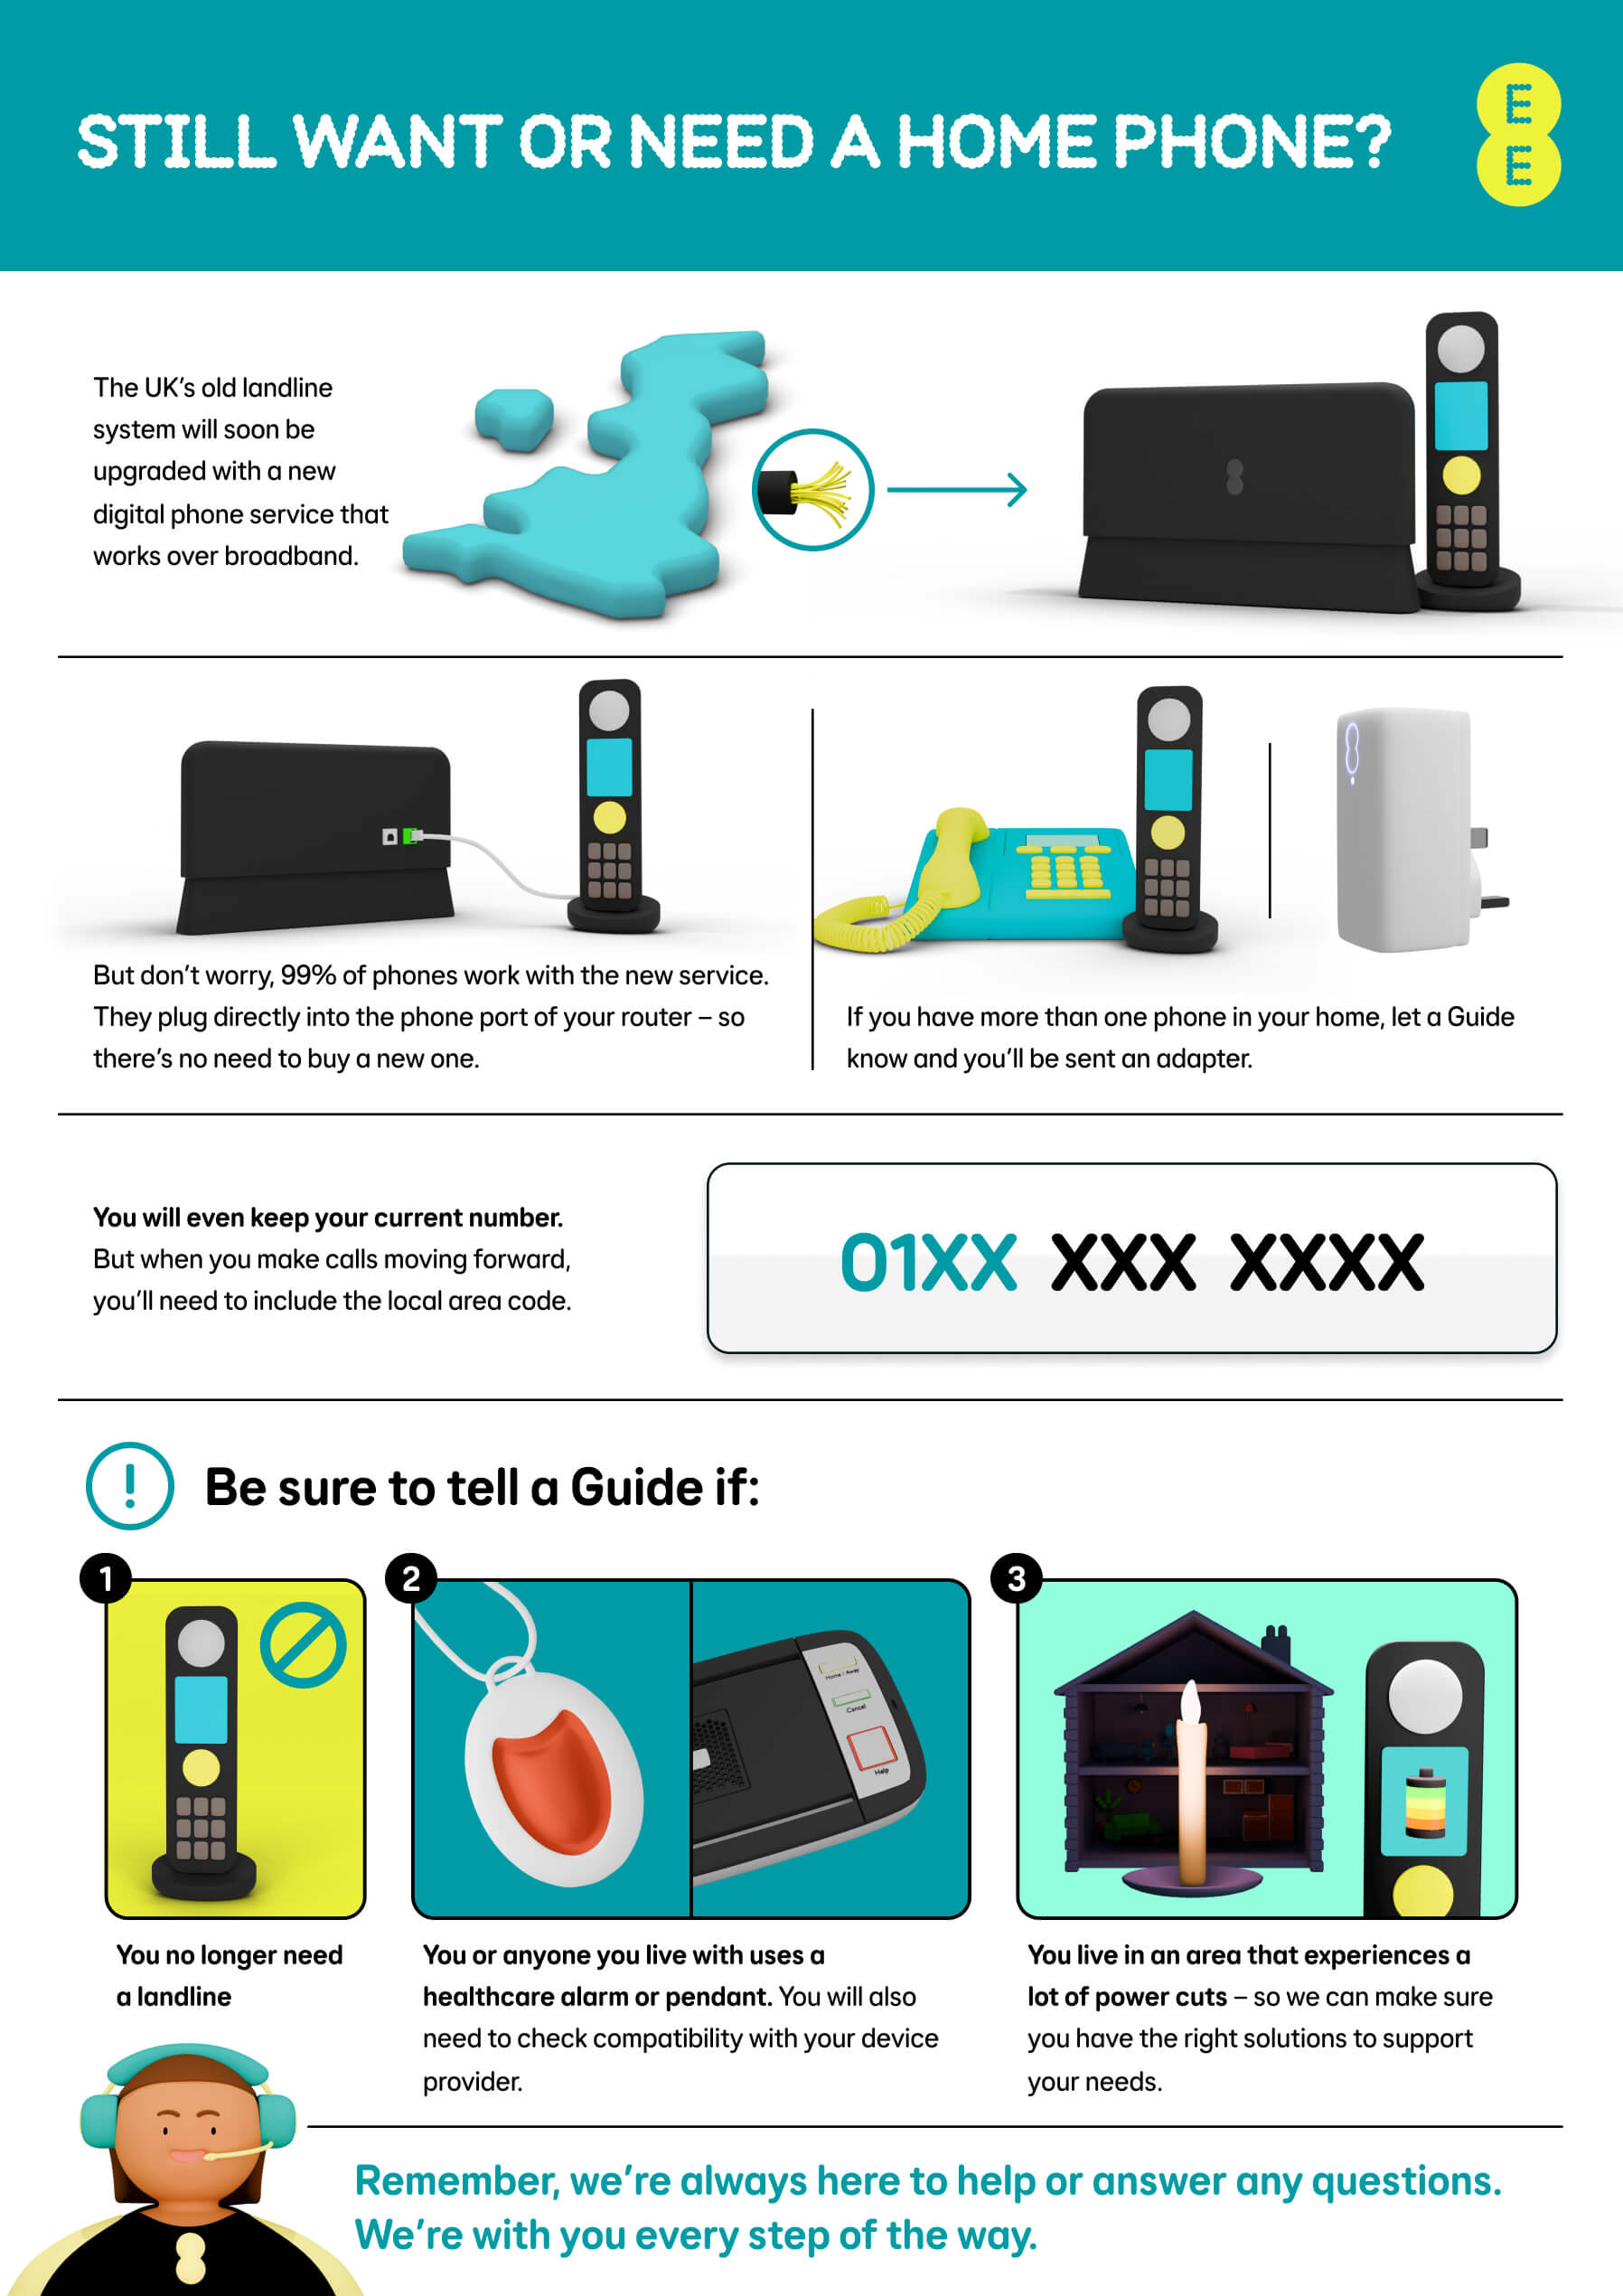 STILL WANT OR NEED A HOME PHONE?
E
E
The UK’s old landline
system will soon be
upgraded with a new
digital phone service that
works over broadband.
But don’t worry, 99% of phones work with the new service.
They plug directly into the phone port of your router – so
there’s no need to buy a new one.
If you have more than one phone in your home, let a Guide
know and you’ll be sent an adapter.
You will even keep your current number.
But when you make calls moving forward,
you’ll need to include the local area code.
01XX XXX XXXX
! Be sure to tell a Guide if:
1
You no longer need
a landline
2
Home / Away
Cancel
Help
You or anyone you live with uses a
healthcare alarm or pendant. You will also
need to check compatibility with your device
provider.
3
You live in an area that experiences a
lot of power cuts – so we can make sure
you have the right solutions to support
your needs.
Remember, we’re always here to help or answer any questions.
We’re with you every step of the way.